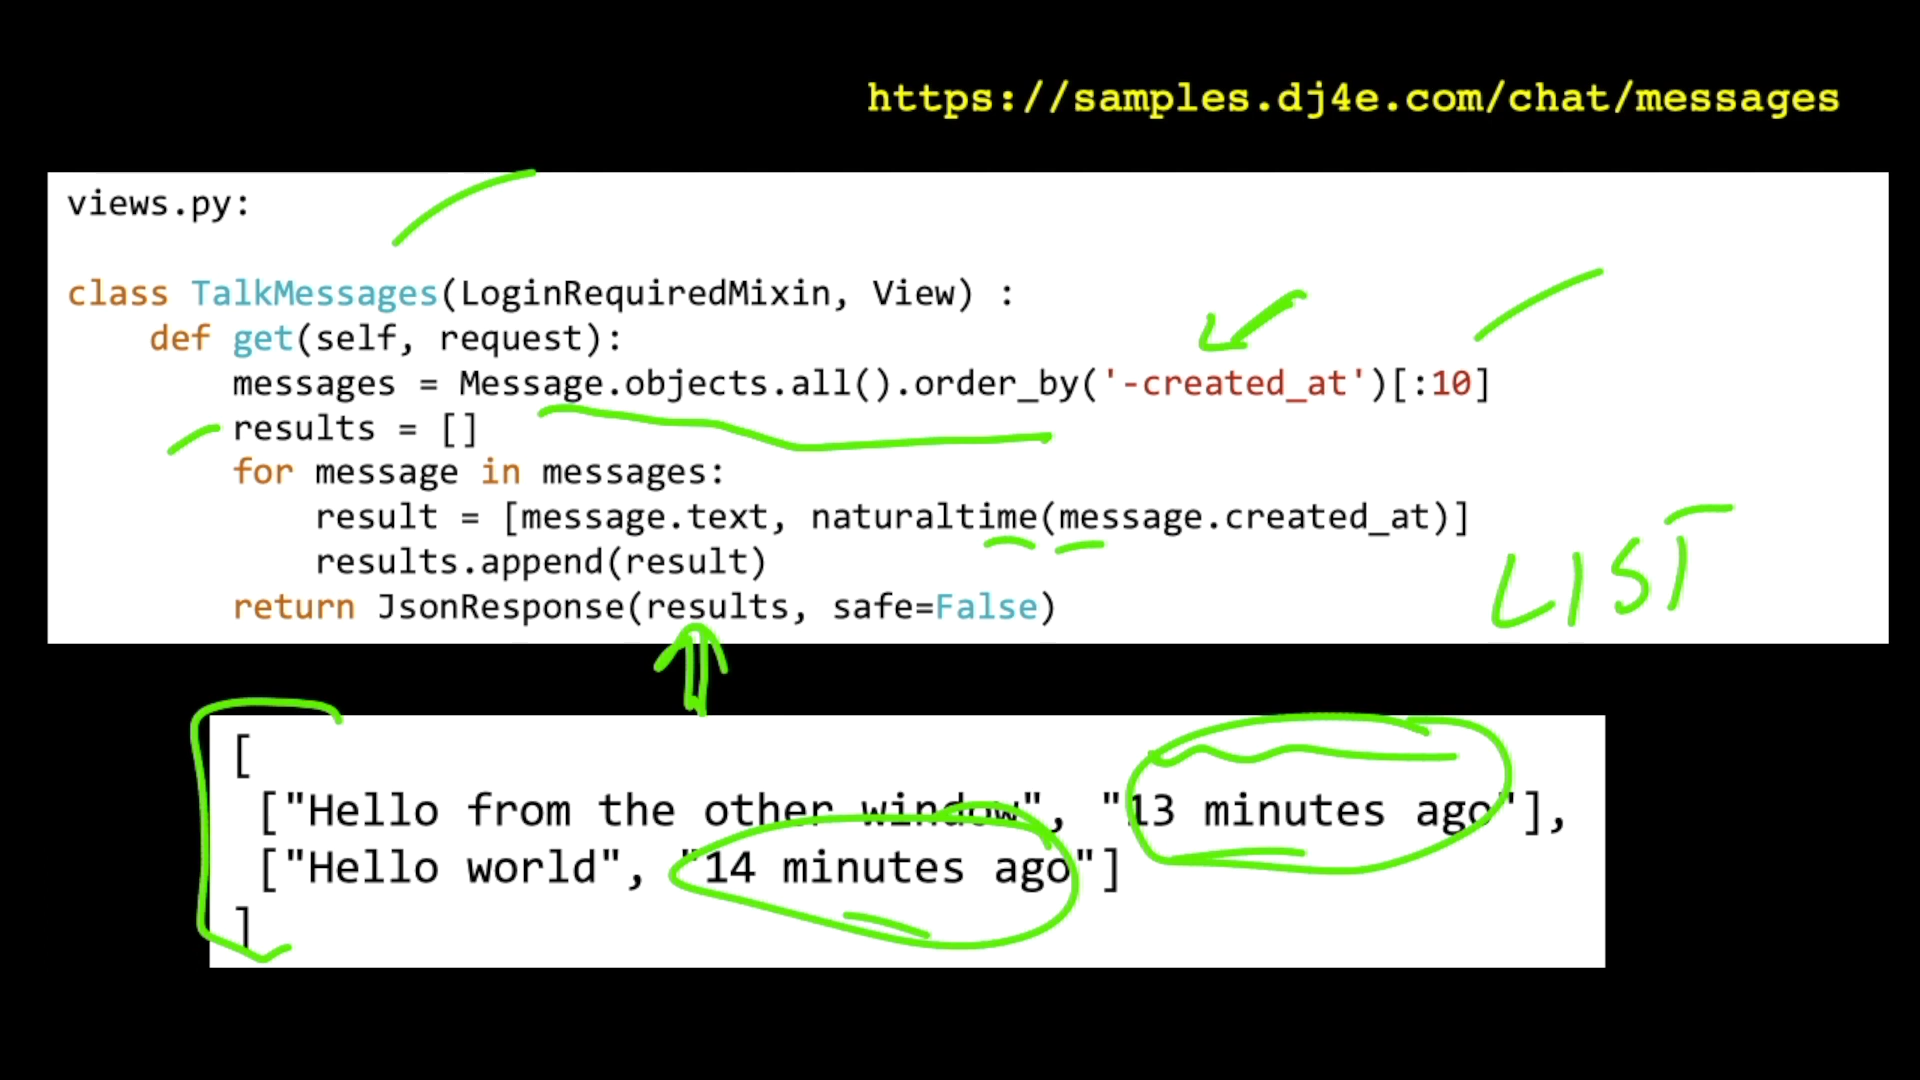 https://samples.dj4e.com/chat/messages
views.py:
class TalkMessages(LoginRequiredMixin, View) :
    def get(self, request):
        messages = Message.objects.all().order_by('-created_at')[:10]
        results = []
        for message in messages:
            result = [message.text, naturaltime(message.created_at)]
            results.append(result)
        return JsonResponse(results, safe=False)
LIST
[
 ["Hello from the other window", "13 minutes ago"],
 ["Hello world", "14 minutes ago"]
]